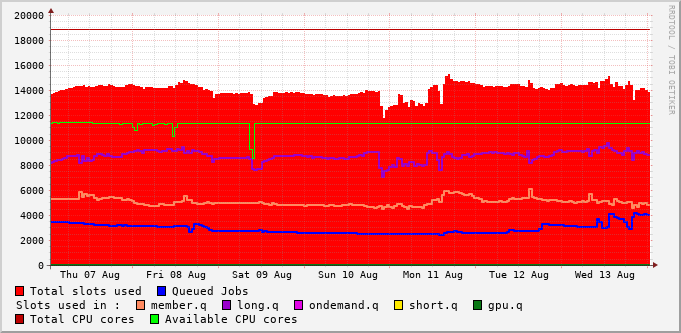 20000
18000
16000
14000
12000
10000
8000
6000
4000
2000
0
Thu 07 Aug Fri 08 Aug Sat 09 Aug Sun 10 Aug Mon 11 Aug Tue 12 Aug Wed 13 Aug
Total slots used Queued Jobs
Slots used in : member.q long.q ondemand.q short.q gpu.q
Total CPU cores Available CPU cores
RRDTOOL / TOBI OETIKER